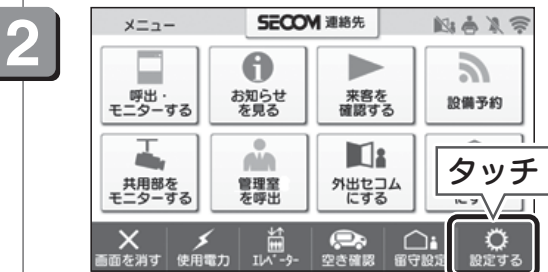 2
メニュー
SECOM 連絡先
呼出・
モニターする
お知らせ
を見る
来客を
確認する
設備予約
共用部を
モニターする
管理室
を呼出
外出セコム
にする
にする
タッチ
画面を消す
使用電力
エレベーター
空き確認
留守設定
設定する